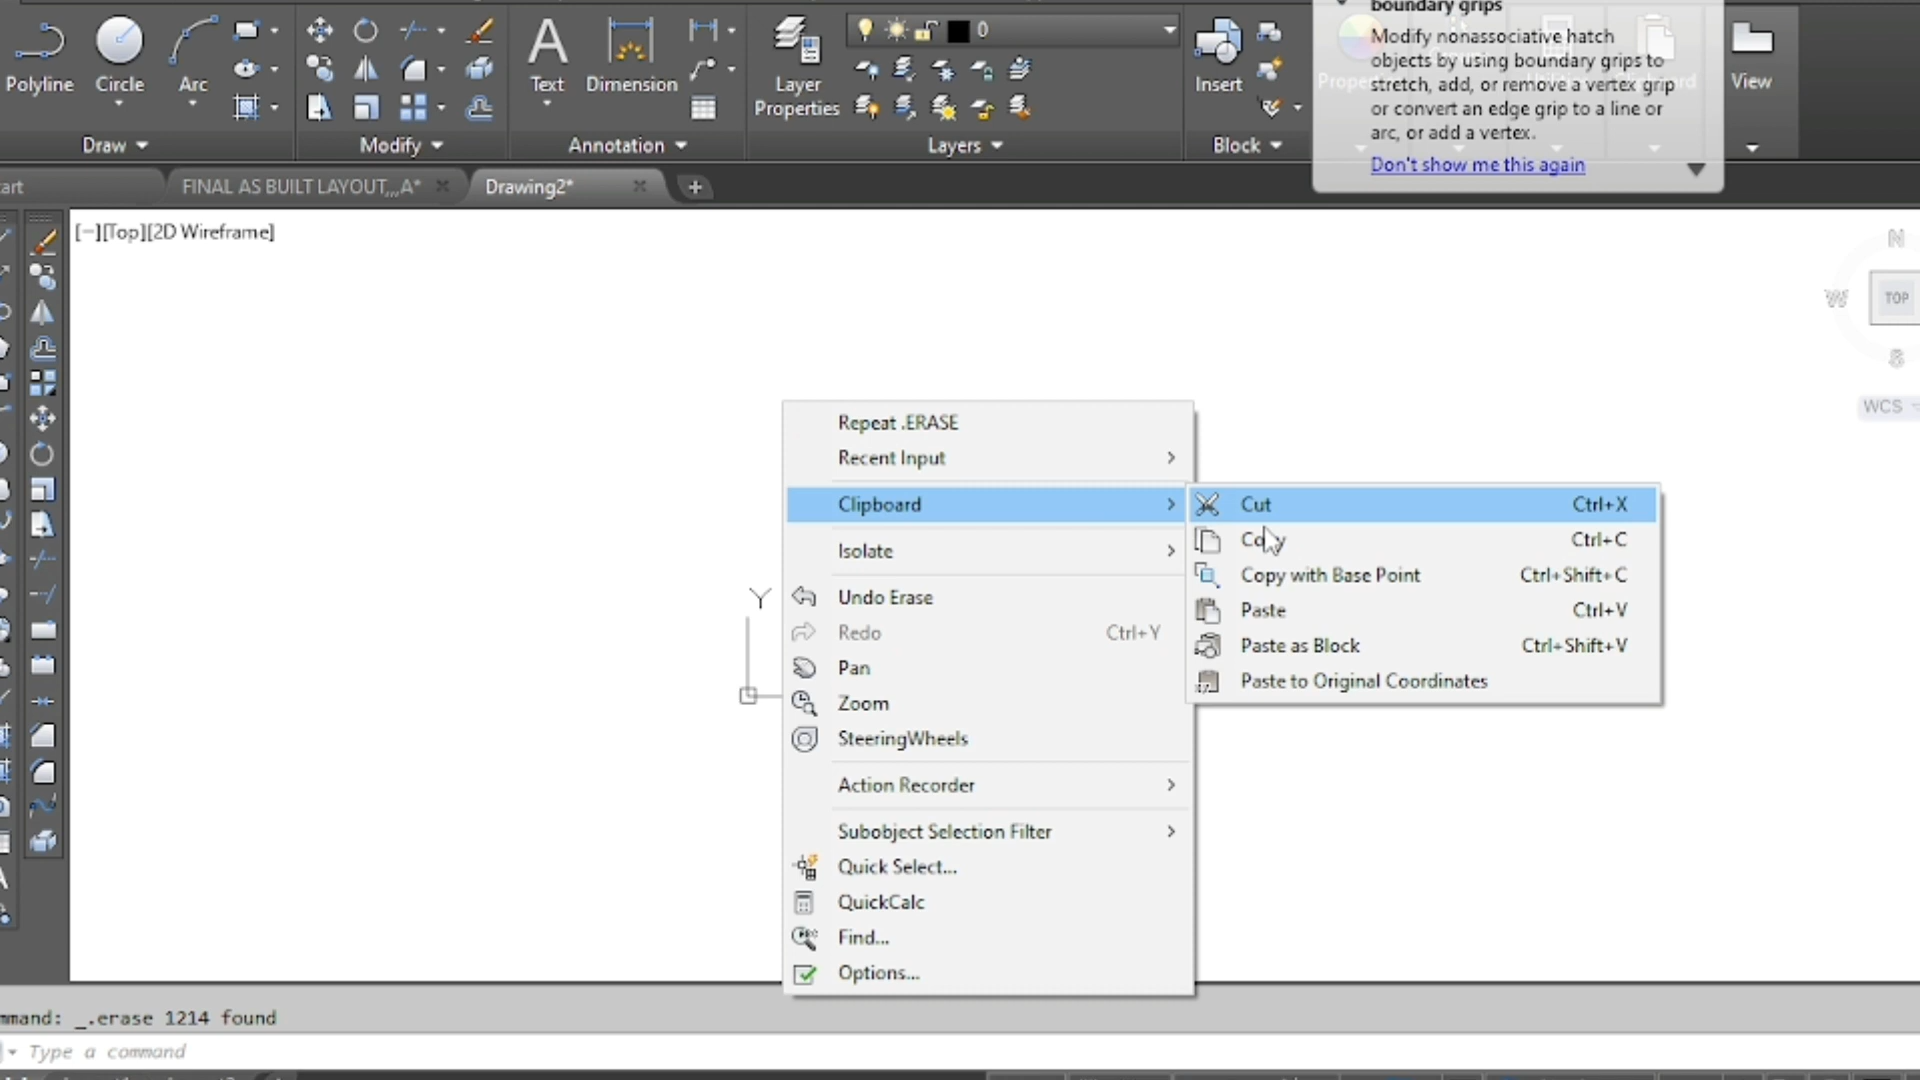 boundary grips
Modify nonassociative hatch
objects by using boundary grips to
stretch, add, or remove a vertex grip
or convert an edge grip to a line or
arc, or add a vertex.
Don't show me this again
Polyline
Circle
Arc
Text
Dimension
Layer
Properties
0
Insert
View
Draw
Modify
Annotation
Layers
Block
FINAL AS BUILT LAYOUT,,,A*
Drawing2*
[−][Top][2D Wireframe]
N
W
TOP
S
WCS
Y
Repeat .ERASE
Recent Input
Clipboard
Isolate
Undo Erase
Redo Ctrl+Y
Pan
Zoom
SteeringWheels
Action Recorder
Subobject Selection Filter
Quick Select...
QuickCalc
Find...
Options...
Cut Ctrl+X
Copy Ctrl+C
Copy with Base Point Ctrl+Shift+C
Paste Ctrl+V
Paste as Block Ctrl+Shift+V
Paste to Original Coordinates
mmand: _.erase 1214 found
Type a command